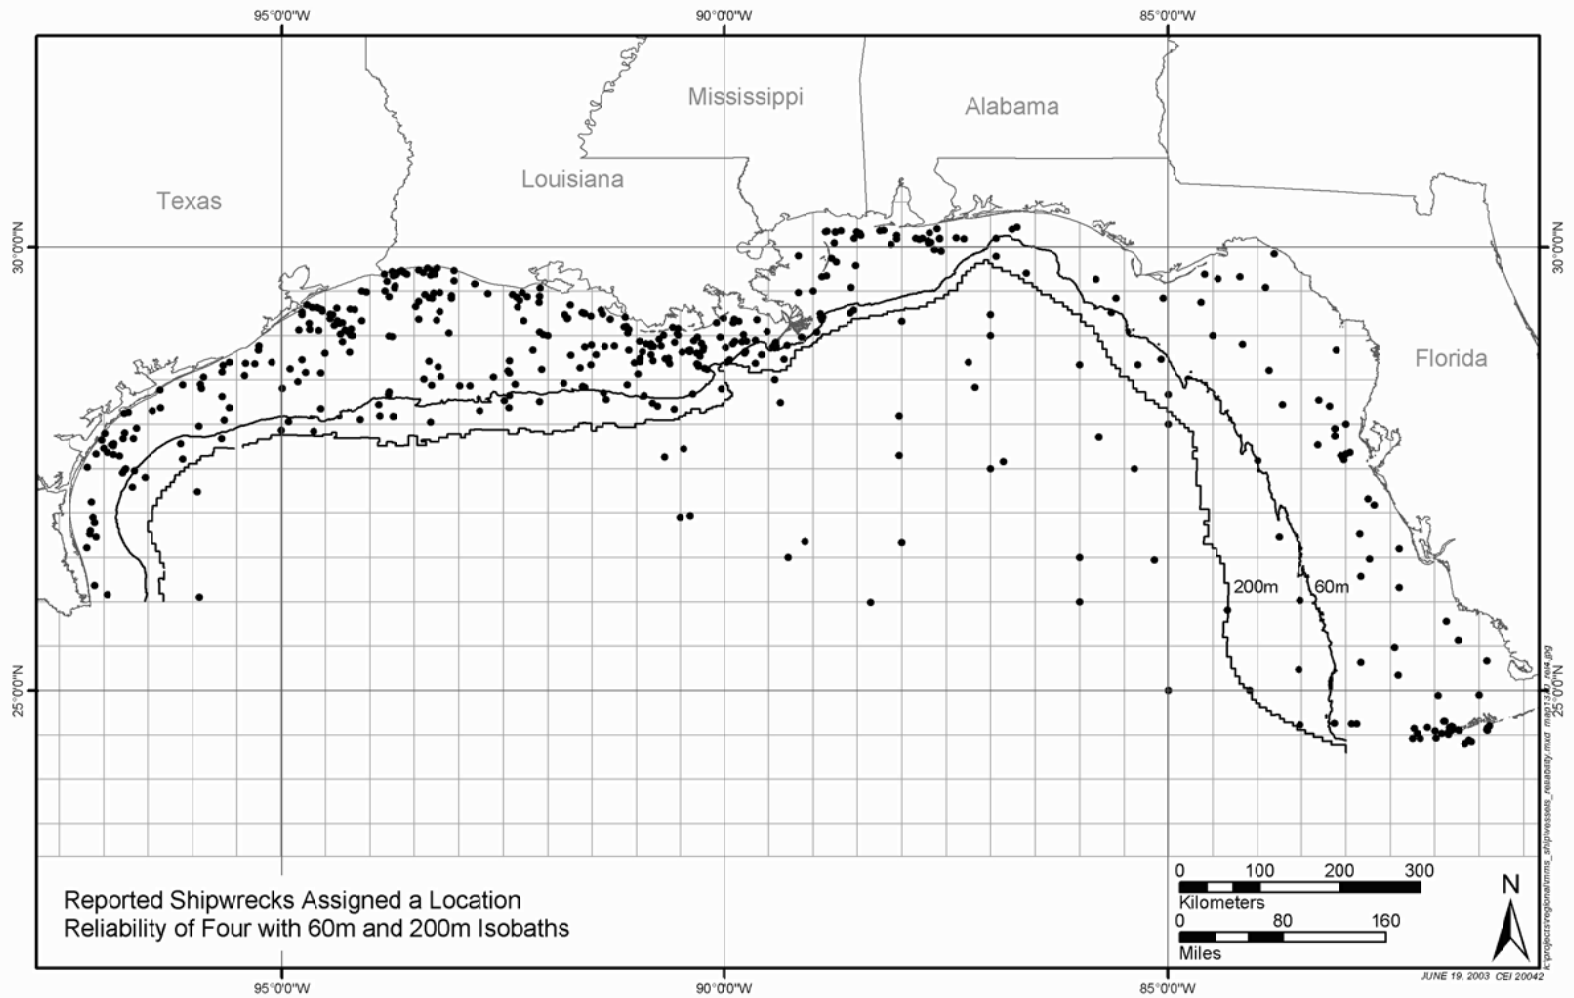 95°0'0"W 90°0'0"W 85°0'0"W
Mississippi
Alabama
Louisiana
Texas
30°0'0"N 30°0'0"N
Florida
200m 60m
25°0'0"N 25°0'0"N
0 100 200 300
Kilometers
0 80 160
Miles
N
Reported Shipwrecks Assigned a Location
Reliability of Four with 60m and 200m Isobaths
JUNE 19, 2003 CEI 20042
95°0'0"W 90°0'0"W 85°0'0"W